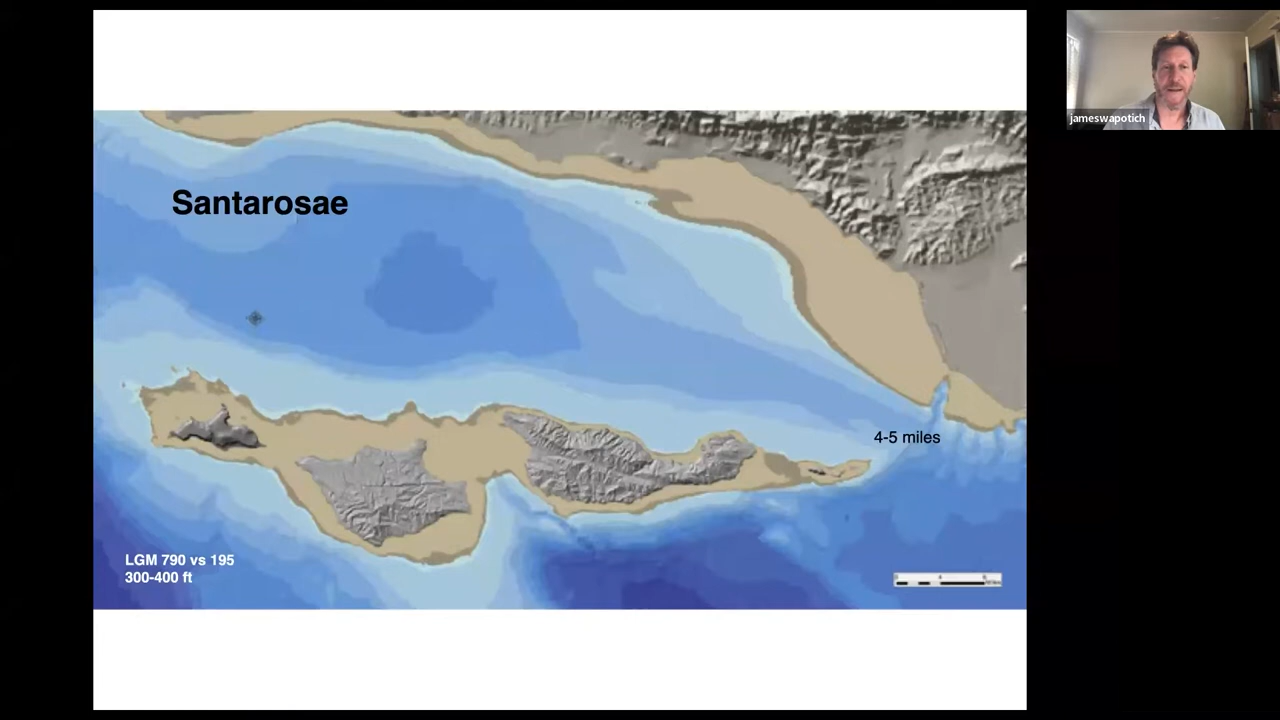 jameswapotich
Santarosae
4-5 miles
LGM 790 vs 195
300-400 ft